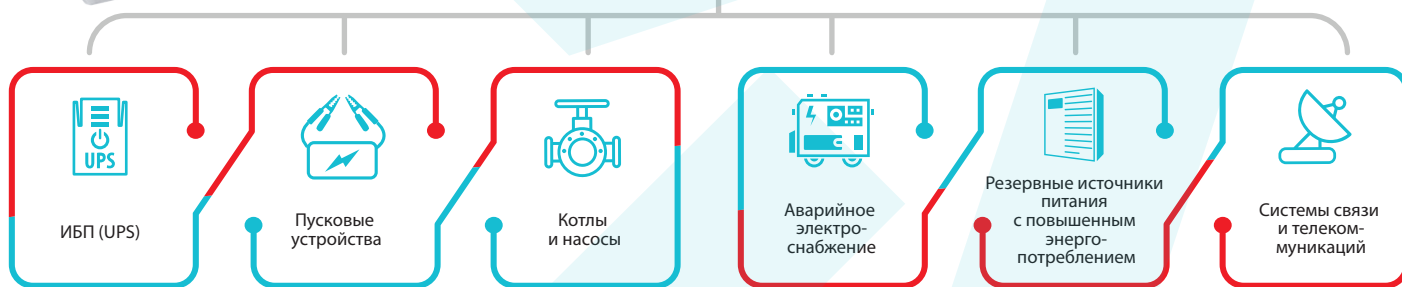 UPS
ИБП (UPS)
Пусковые
устройства
Котлы
и насосы
Аварийное
электро-
снабжение
Резервные источники
питания
с повышенным
энерго-
потреблением
Системы связи
и телеком-
муникаций